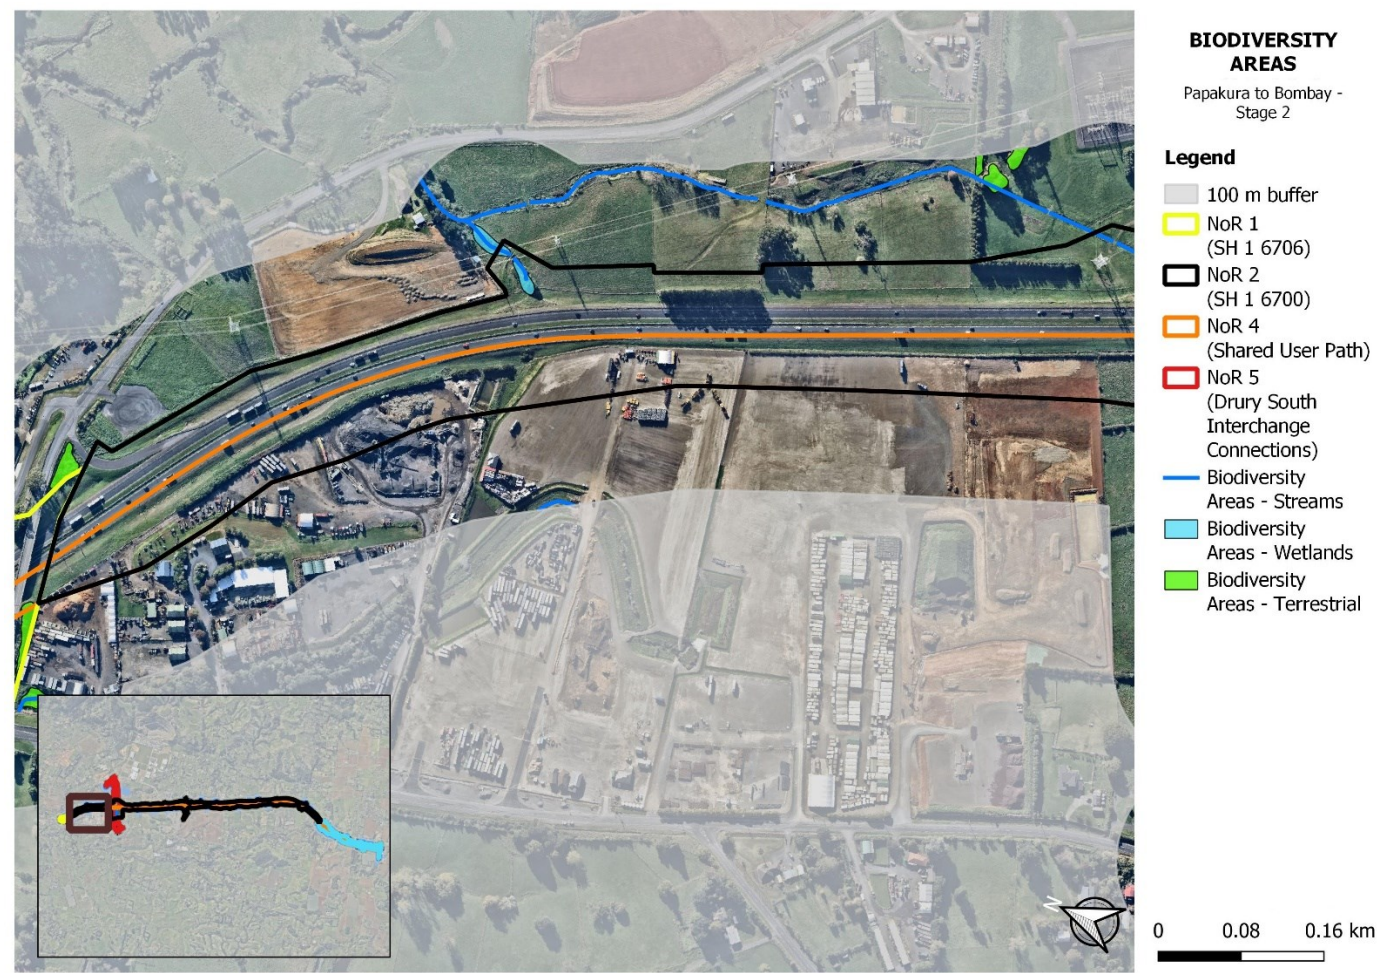 BIODIVERSITY
AREAS
Papakura to Bombay -
Stage 2
Legend
100 m buffer
NoR 1
(SH 1 6706)
NoR 2
(SH 1 6700)
NoR 4
(Shared User Path)
NoR 5
(Drury South
Interchange
Connections)
Biodiversity
Areas - Streams
Biodiversity
Areas - Wetlands
Biodiversity
Areas - Terrestrial
N
0 0.08 0.16 km